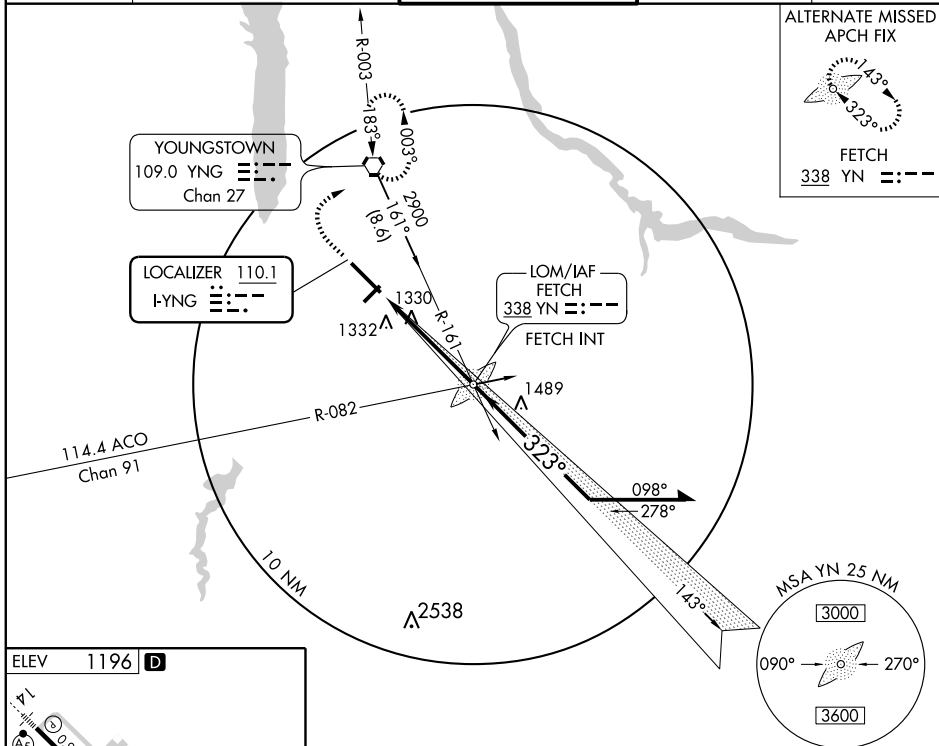 ALTERNATE MISSED
APCH FIX
143°
323°
FETCH
338 YN
R-003
183°
003°
YOUNGSTOWN
109.0 YNG
Chan 27
2900
161°
(8.6)
LOCALIZER 110.1
I-YNG
LOM/IAF
FETCH
338 YN
FETCH INT
1330
1332
R-161
1489
R-082
114.4 ACO
Chan 91
323°
098°
278°
10 NM
143°
2538
MSA YN 25 NM
3000
090°
270°
3600
ELEV 1196 D
14
P
A5